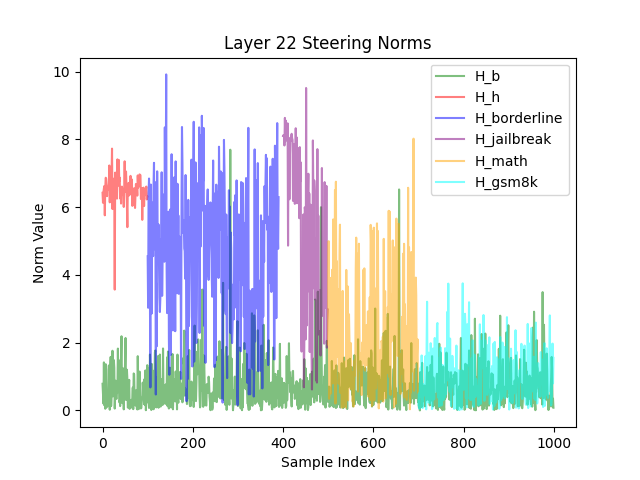 Layer 22 Steering Norms
H_b
H_h
H_borderline
H_jailbreak
H_math
H_gsm8k
Norm Value
10
8
6
4
2
0
0 200 400 600 800 1000
Sample Index